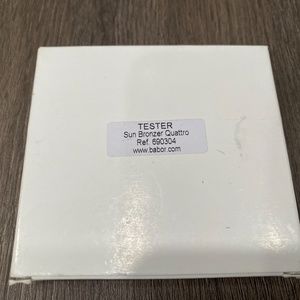 TESTER
Sun Bronzer Quattro
Ref. 690304
www.babor.com